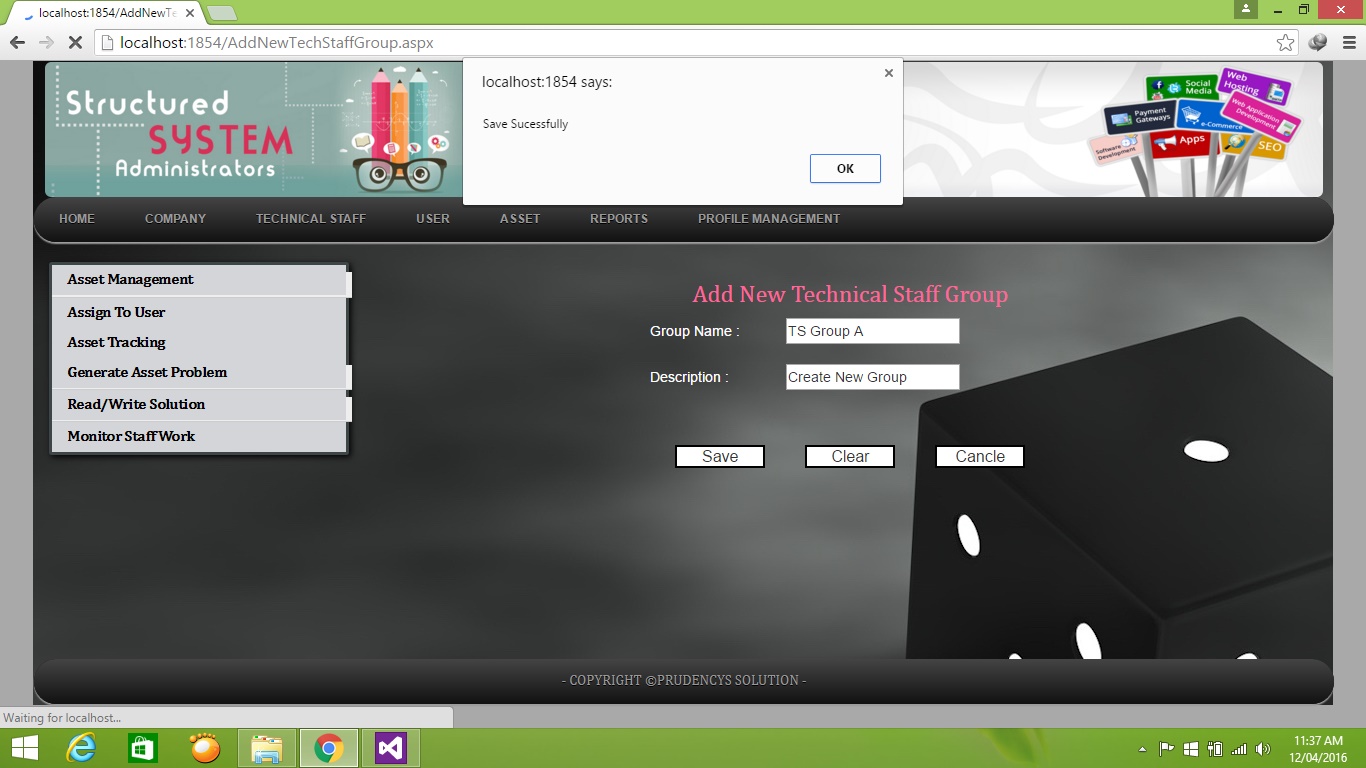 localhost:1854/AddNewTe
localhost:1854/AddNewTechStaffGroup.aspx
Structured
SYSTEM
Administrators
localhost:1854 says:
Save Sucessfully
OK
Social Media
Web Hosting
Payment Gateways
e-Commerce
Web Application Development
Software Development
Apps
SEO
HOME
COMPANY
TECHNICAL STAFF
USER
ASSET
REPORTS
PROFILE MANAGEMENT
Asset Management
Assign To User
Asset Tracking
Generate Asset Problem
Read/Write Solution
Monitor Staff Work
Add New Technical Staff Group
Group Name : TS Group A
Description : Create New Group
Save
Clear
Cancle
- COPYRIGHT ©PRUDENCYS SOLUTION -
Waiting for localhost...
11:37 AM
12/04/2016